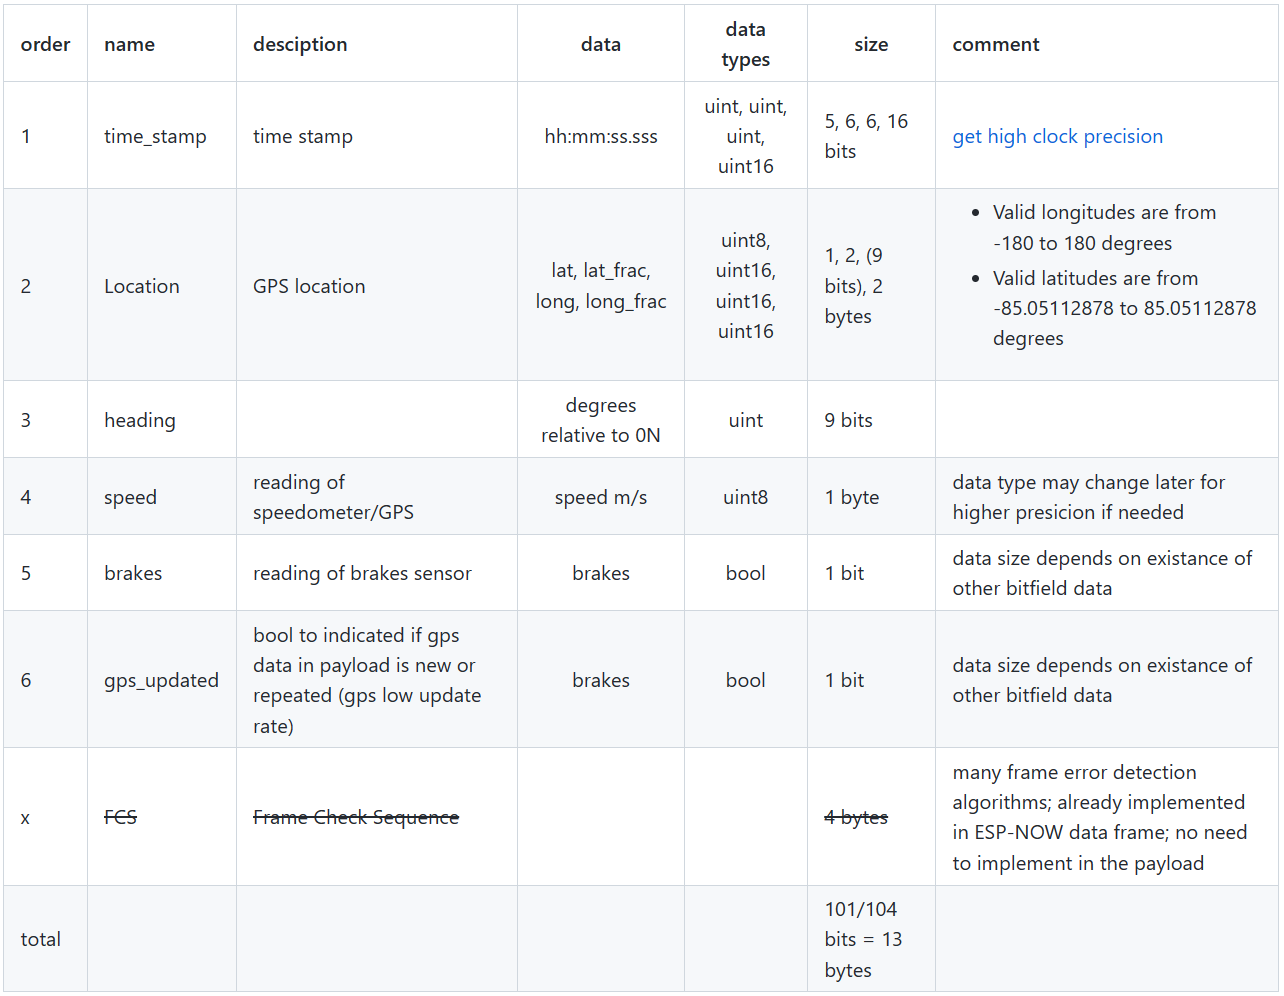 order name desciption data data types size comment
1 time_stamp time stamp hh:mm:ss.sss uint, uint, uint, uint16 5, 6, 6, 16 bits get high clock precision
2 Location GPS location lat, lat_frac, long, long_frac uint8, uint16, uint16, uint16 1, 2, (9 bits), 2 bytes
• Valid longitudes are from
-180 to 180 degrees
• Valid latitudes are from
-85.05112878 to 85.05112878
degrees
3 heading degrees relative to 0N uint 9 bits
4 speed reading of speedometer/GPS speed m/s uint8 1 byte data type may change later for higher presicion if needed
5 brakes reading of brakes sensor brakes bool 1 bit data size depends on existance of other bitfield data
6 gps_updated bool to indicated if gps data in payload is new or repeated (gps low update rate) brakes bool 1 bit data size depends on existance of other bitfield data
x FCS Frame Check Sequence 4 bytes many frame error detection algorithms; already implemented in ESP-NOW data frame; no need to implement in the payload
total 101/104 bits = 13 bytes